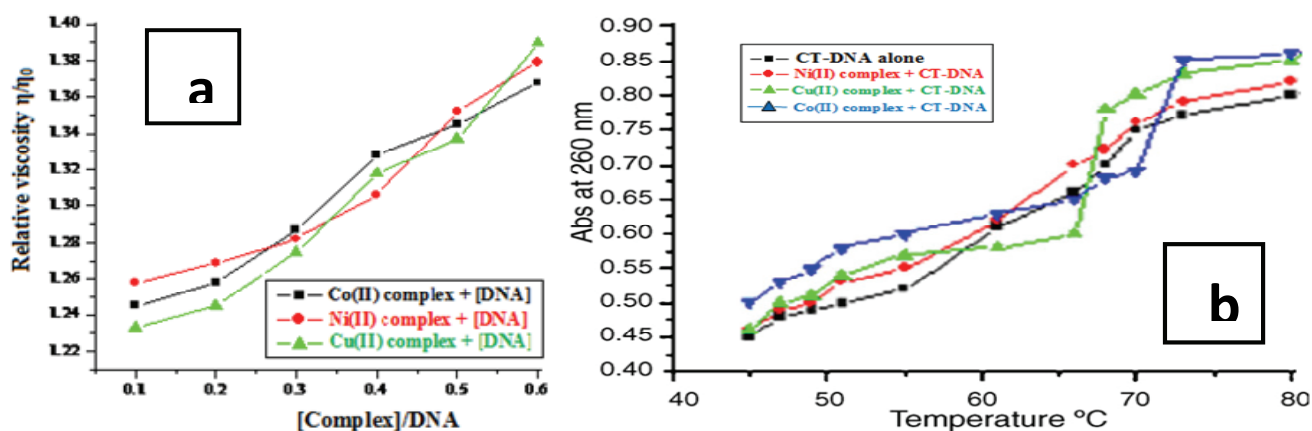 a
1.40
1.38
1.36
1.34
1.32
1.30
1.28
1.26
1.24
1.22
Relative viscosity η/η0
Co(II) complex + [DNA]
Ni(II) complex + [DNA]
Cu(II) complex + [DNA]
0.1 0.2 0.3 0.4 0.5 0.6
[Complex]/DNA
b
0.90
0.85
0.80
0.75
0.70
0.65
0.60
0.55
0.50
0.45
0.40
Abs at 260 nm
CT-DNA alone
Ni(II) complex + CT-DNA
Cu(II) complex + CT-DNA
Co(II) complex + CT-DNA
40 50 60 70 80
Temperature ºC